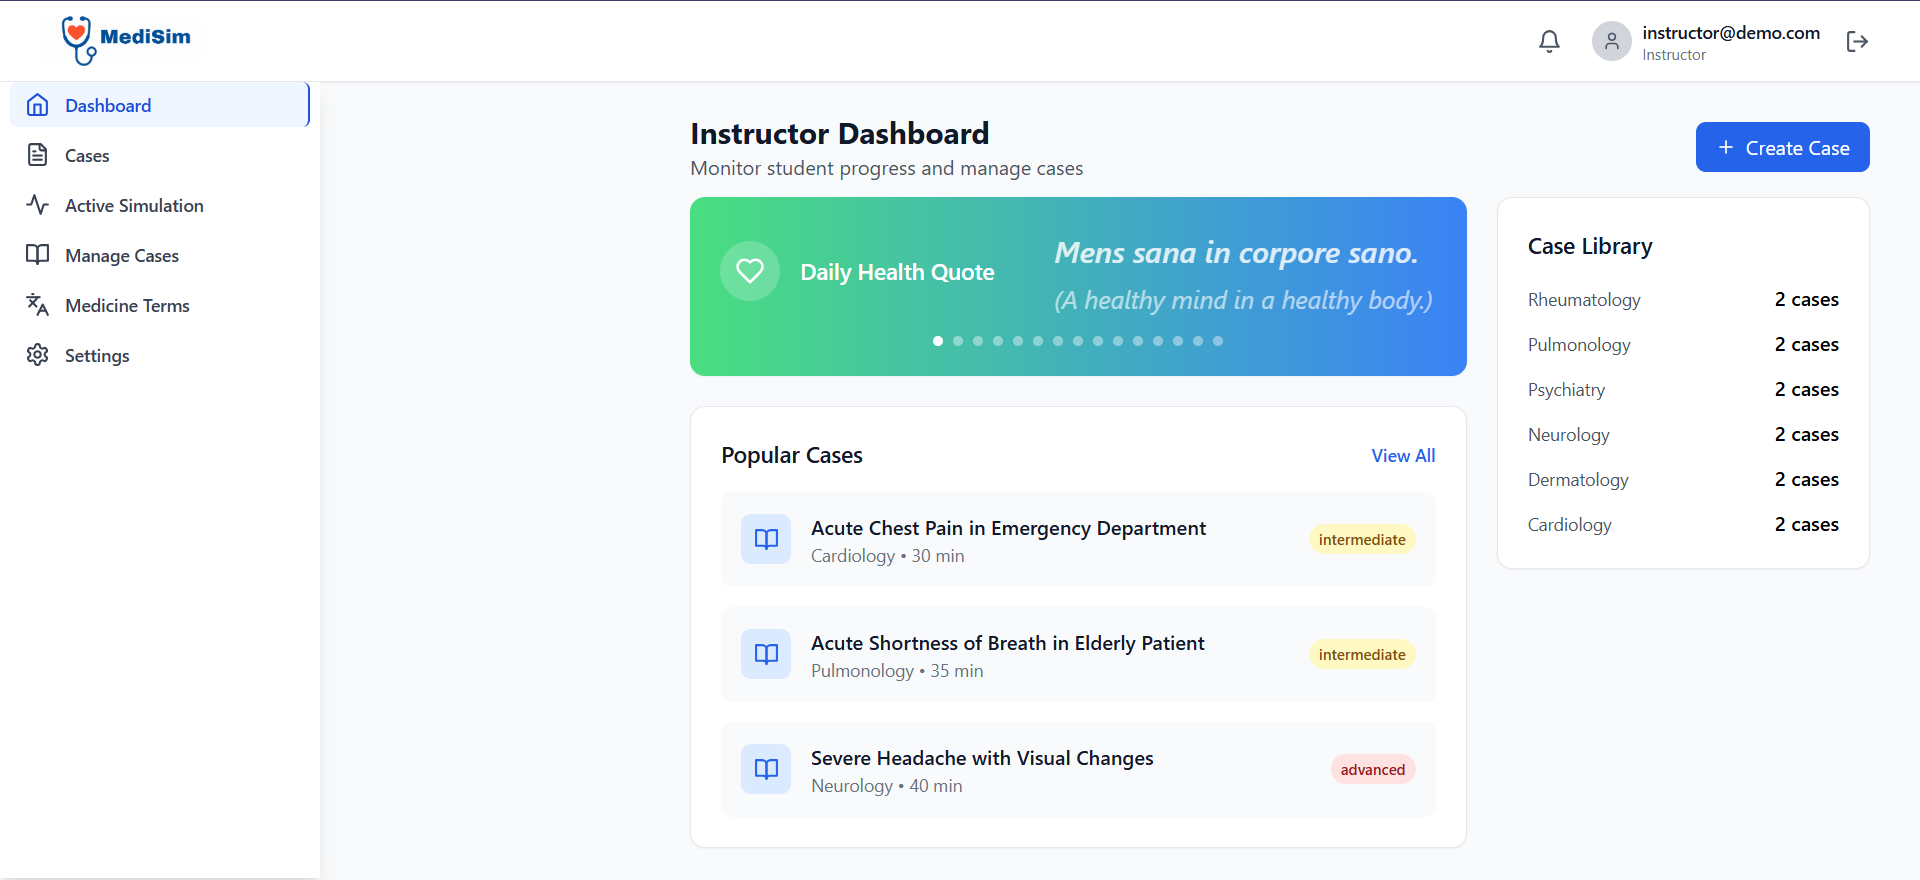 MediSim
instructor@demo.com
Instructor
Dashboard
Cases
Active Simulation
Manage Cases
Medicine Terms
Settings
Instructor Dashboard
Monitor student progress and manage cases
+ Create Case
Daily Health Quote
Mens sana in corpore sano.
(A healthy mind in a healthy body.)
Popular Cases
View All
Acute Chest Pain in Emergency Department
Cardiology • 30 min
intermediate
Acute Shortness of Breath in Elderly Patient
Pulmonology • 35 min
intermediate
Severe Headache with Visual Changes
Neurology • 40 min
advanced
Case Library
Rheumatology 2 cases
Pulmonology 2 cases
Psychiatry 2 cases
Neurology 2 cases
Dermatology 2 cases
Cardiology 2 cases